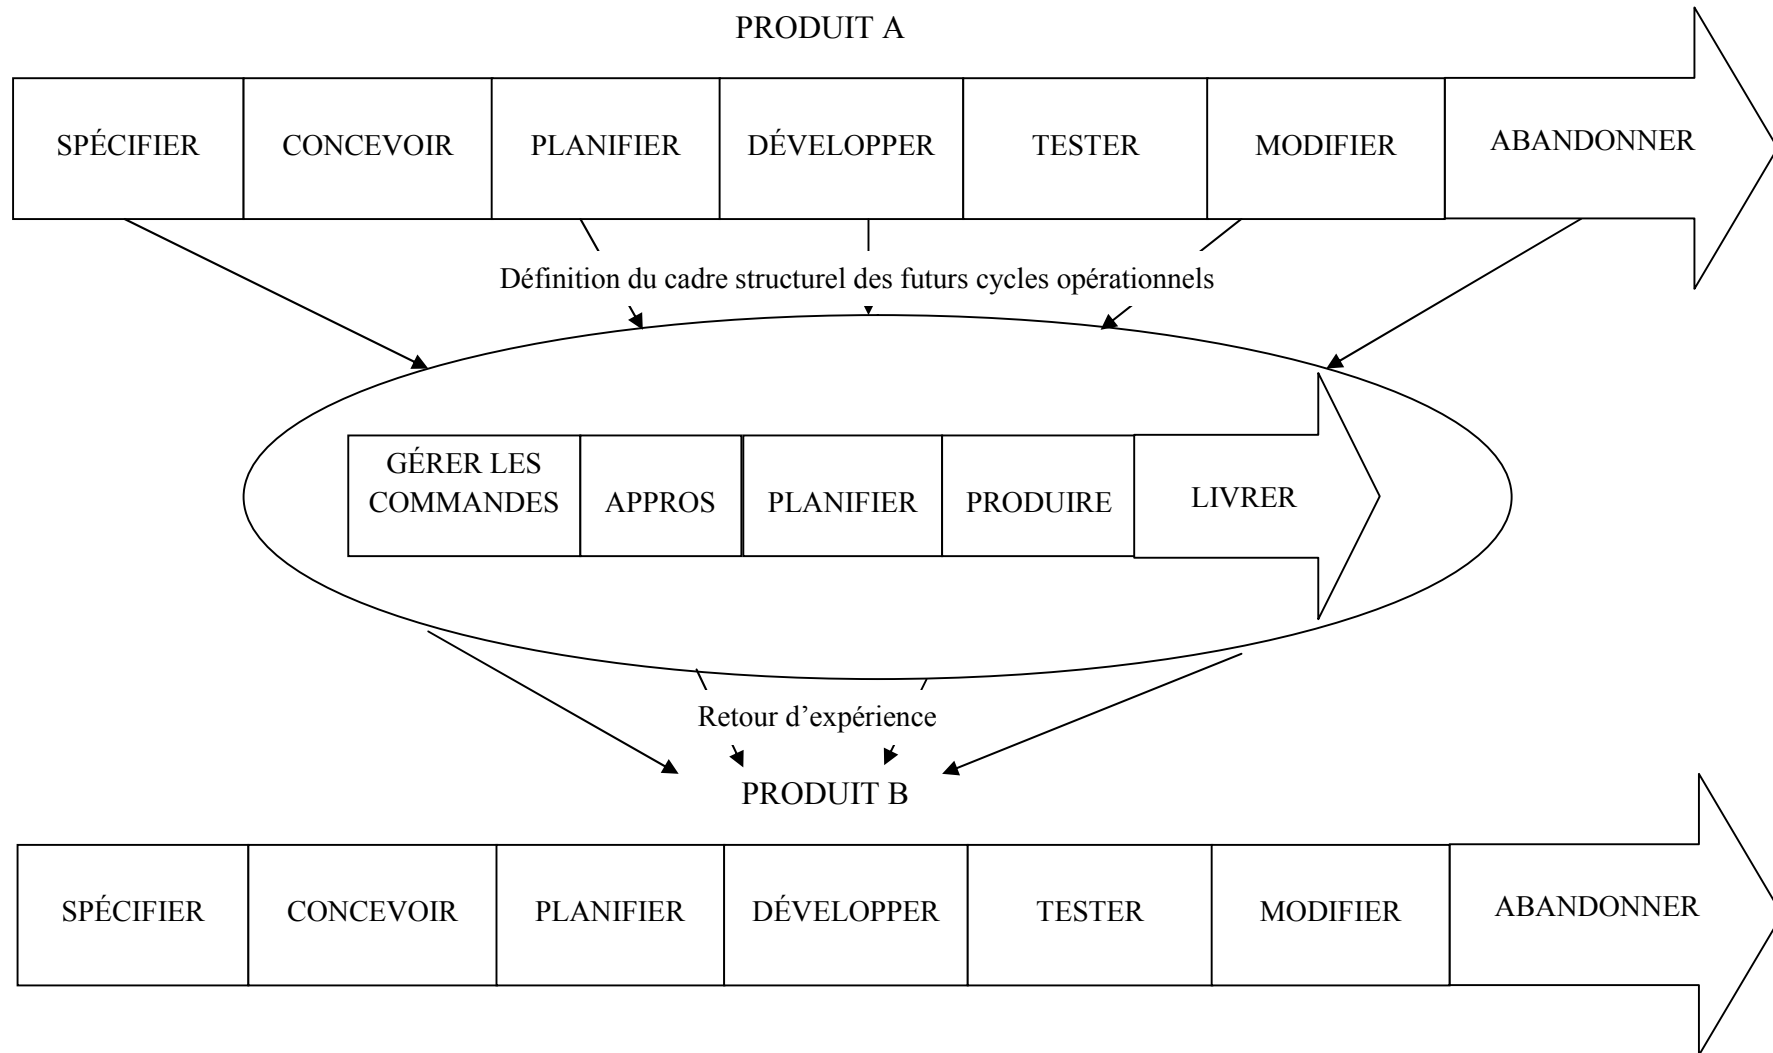 PRODUIT A
SPÉCIFIER
CONCEVOIR
PLANIFIER
DÉVELOPPER
TESTER
MODIFIER
ABANDONNER
Définition du cadre structurel des futurs cycles opérationnels
GÉRER LES
COMMANDES
APPROS
PLANIFIER
PRODUIRE
LIVRER
Retour d’expérience
PRODUIT B
SPÉCIFIER
CONCEVOIR
PLANIFIER
DÉVELOPPER
TESTER
MODIFIER
ABANDONNER